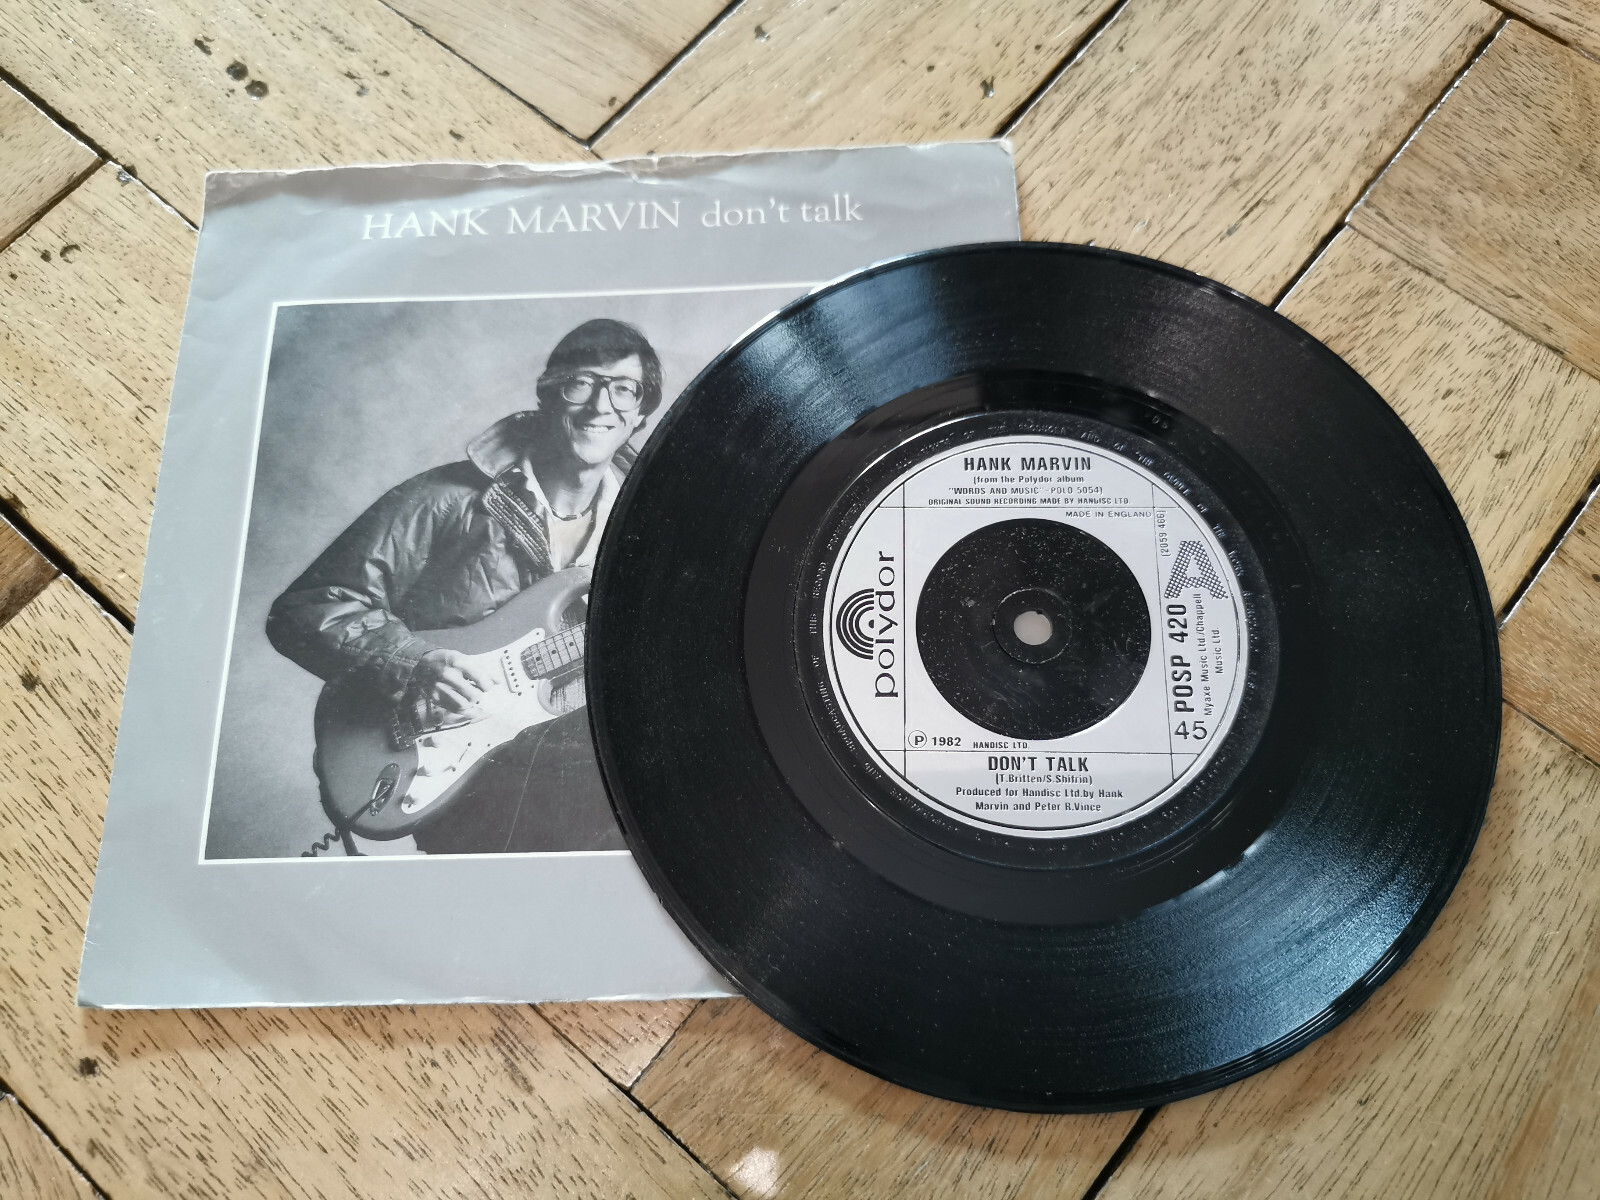 HANK MARVIN don't talk
HANK MARVIN
(from the Polydor album
"WORDS AND MUSIC"-POLD 5054)
ORIGINAL SOUND RECORDING MADE BY HANDISC LTD.
MADE IN ENGLAND
polydor
(2059 466)
A
POSP 420
Myaxe Music Ltd./Chappell
Music Ltd
45
Ⓟ 1982 HANDISC LTD.
DON'T TALK
(T.Britten/S.Shifrin)
Produced for Handisc Ltd.by Hank
Marvin and Peter R.Vince